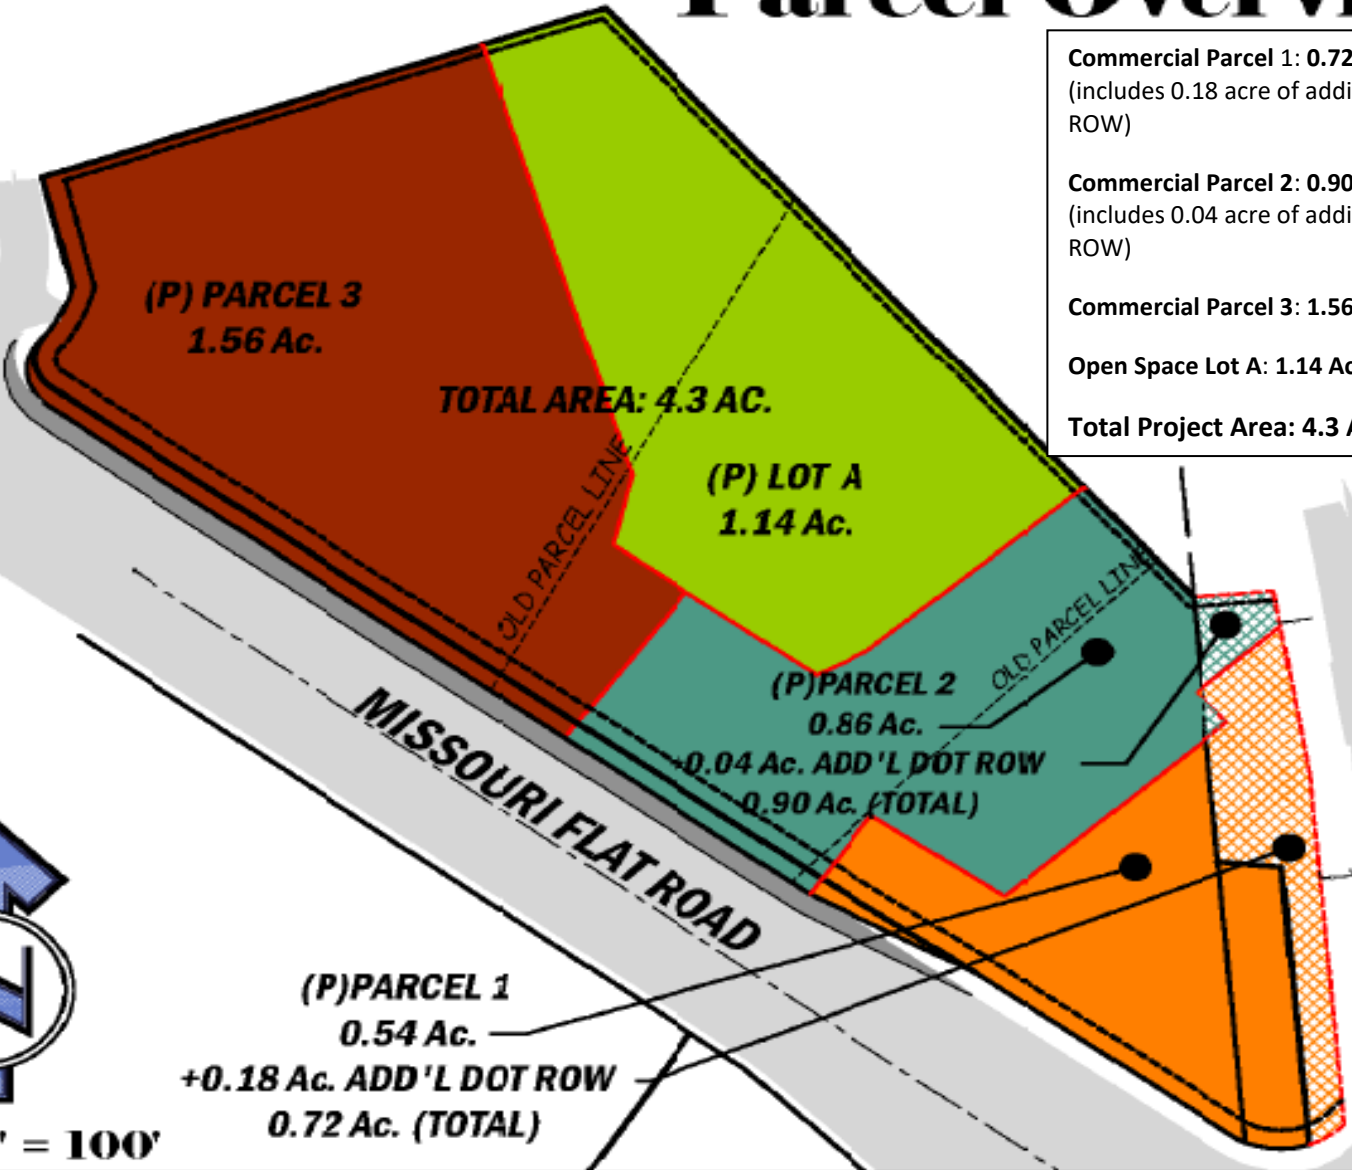 Parcel
Commercial Parcel 1: 0.72
(includes 0.18 acre of addi
ROW)
Commercial Parcel 2: 0.90
(includes 0.04 acre of addi
ROW)
Commercial Parcel 3: 1.56
Open Space Lot A: 1.14 Ac
Total Project Area: 4.3 A
(P) PARCEL 3
1.56 Ac.
TOTAL AREA: 4.3 AC.
(P) LOT A
1.14 Ac.
OLD PARCEL LINE
OLD PARCEL LINE
(P)PARCEL 2
0.86 Ac.
+0.04 Ac. ADD'L DOT ROW
0.90 Ac. (TOTAL)
MISSOURI FLAT ROAD
(P)PARCEL 1
0.54 Ac.
+0.18 Ac. ADD'L DOT ROW
0.72 Ac. (TOTAL)
' = 100'